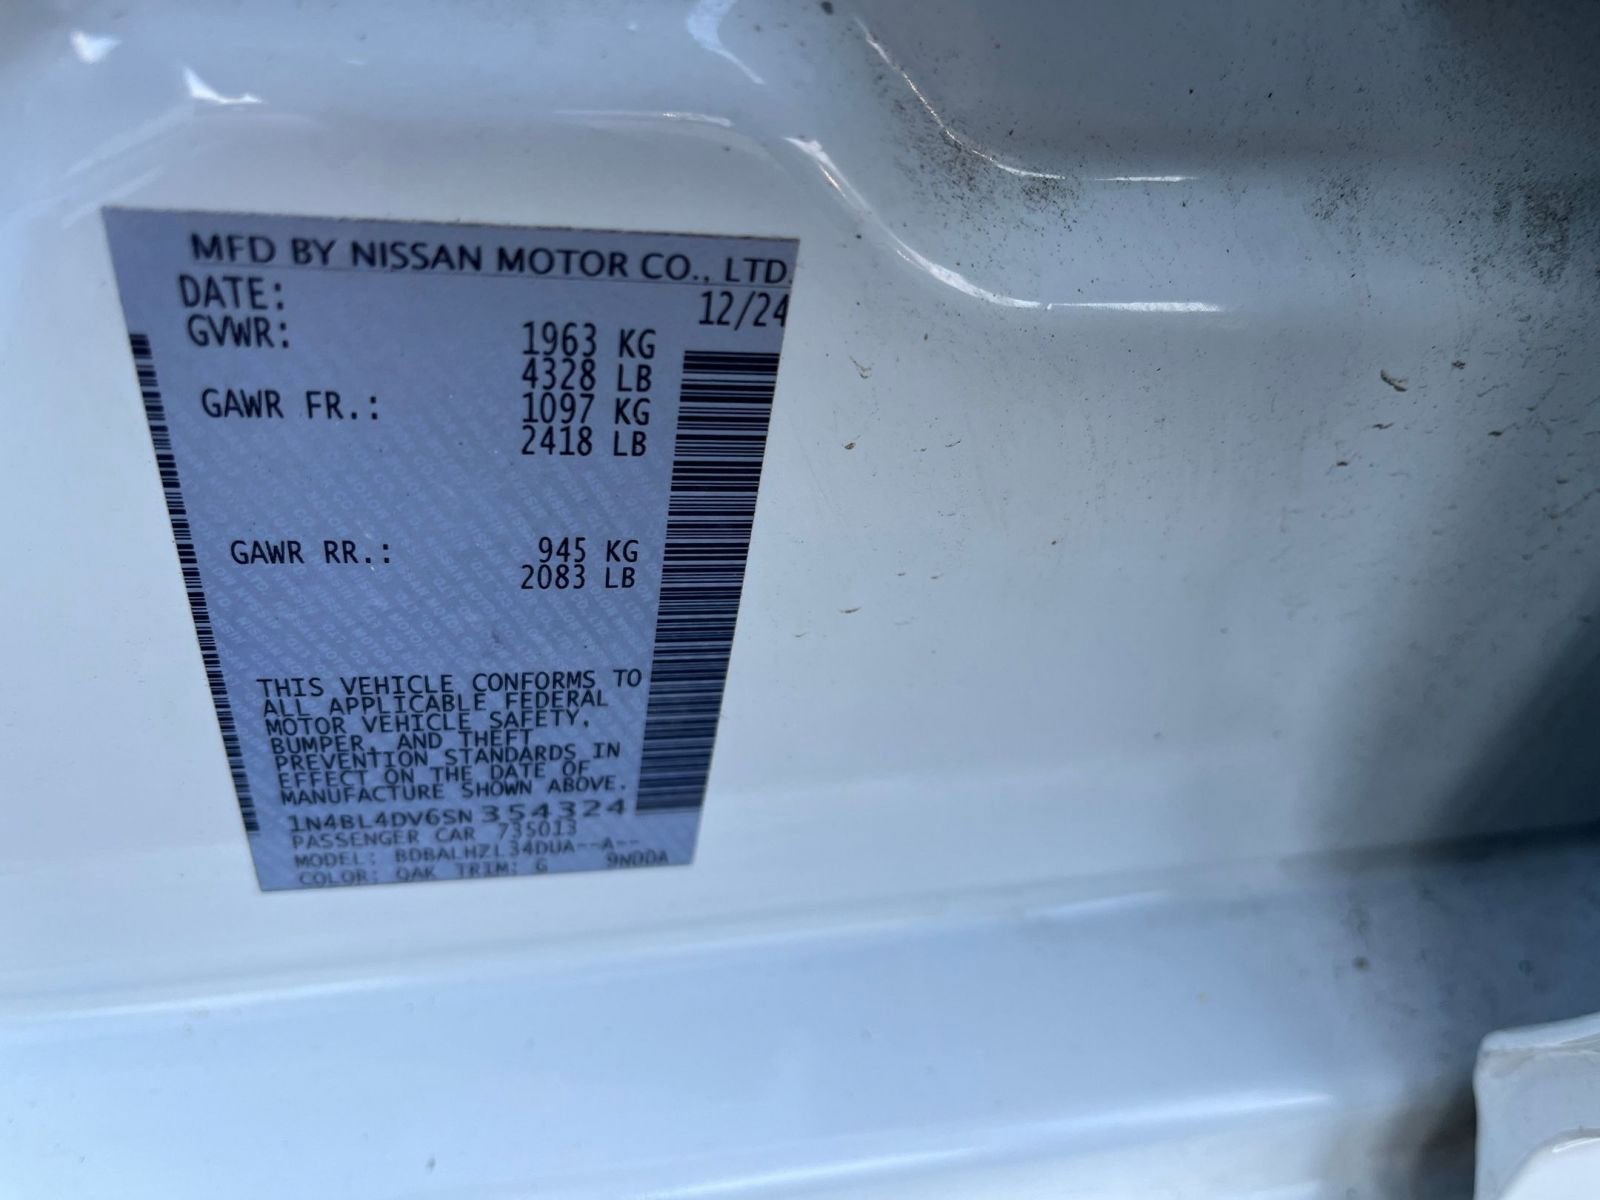 MFD BY NISSAN MOTOR CO., LTD.
DATE: 12/24
GVWR: 1963 KG
4328 LB
GAWR FR.: 1097 KG
2418 LB
GAWR RR.: 945 KG
2083 LB
THIS VEHICLE CONFORMS TO
ALL APPLICABLE FEDERAL
MOTOR VEHICLE SAFETY,
BUMPER, AND THEFT
PREVENTION STANDARDS IN
EFFECT ON THE DATE OF
MANUFACTURE SHOWN ABOVE.
1N4BL4DV6SN354324
PASSENGER CAR 735013
MODEL: BDBALHZL34DUA--A--
COLOR: QAK TRIM: G 9NDDA